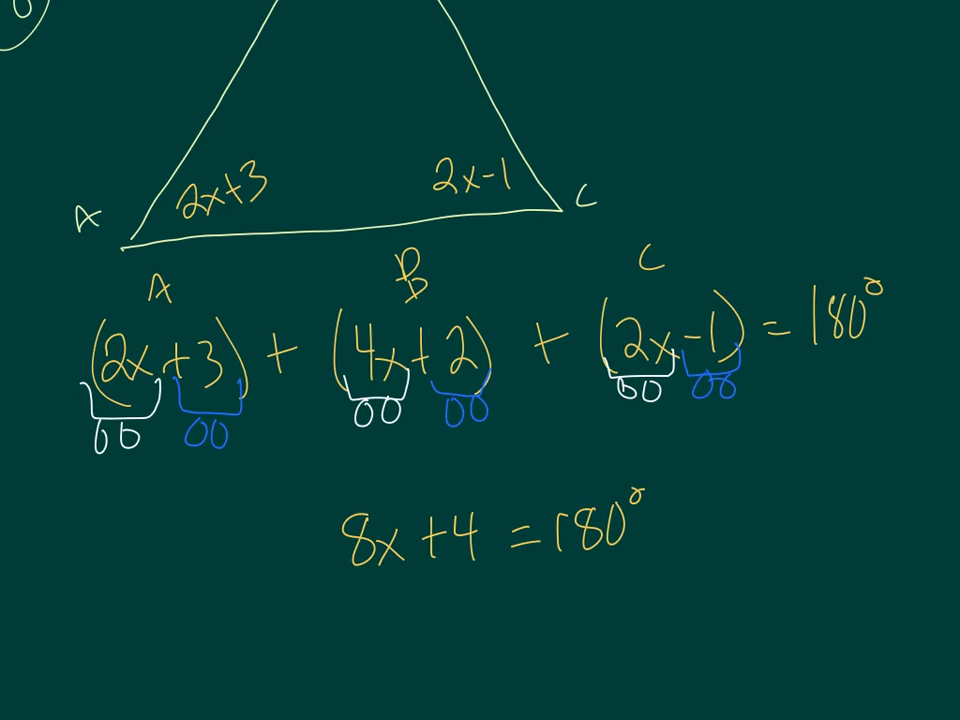 2x+3 2x-1
A C
A B C
(2x+3) + (4x+2) + (2x-1) = 180°
00 00 00 00 00 00
8x+4 = 180°